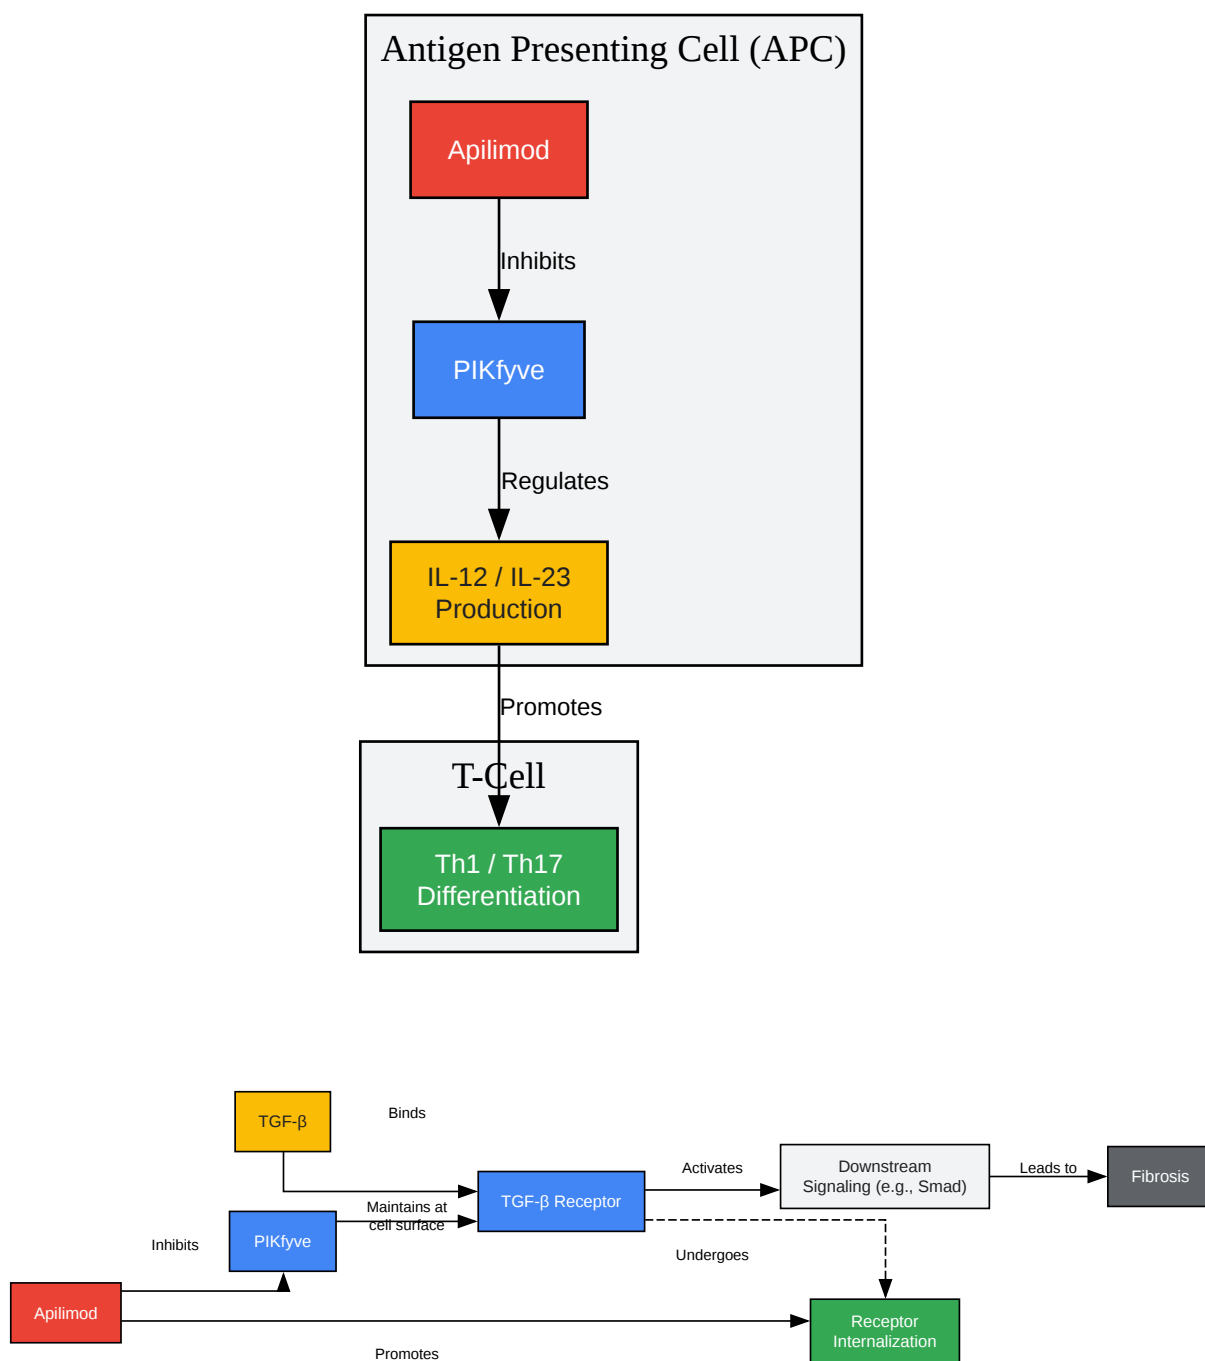 Antigen Presenting Cell (APC)
Apilimod
Inhibits
PIKfyve
Regulates
IL-12 / IL-23
Production
Promotes
T-Cell
Th1 / Th17
Differentiation
TGF-β
Binds
Activates
Downstream
Signaling (e.g., Smad)
Leads to
Fibrosis
TGF-β Receptor
Maintains at
cell surface
Inhibits
PIKfyve
Undergoes
Apilimod
Receptor
Internalization
Promotes